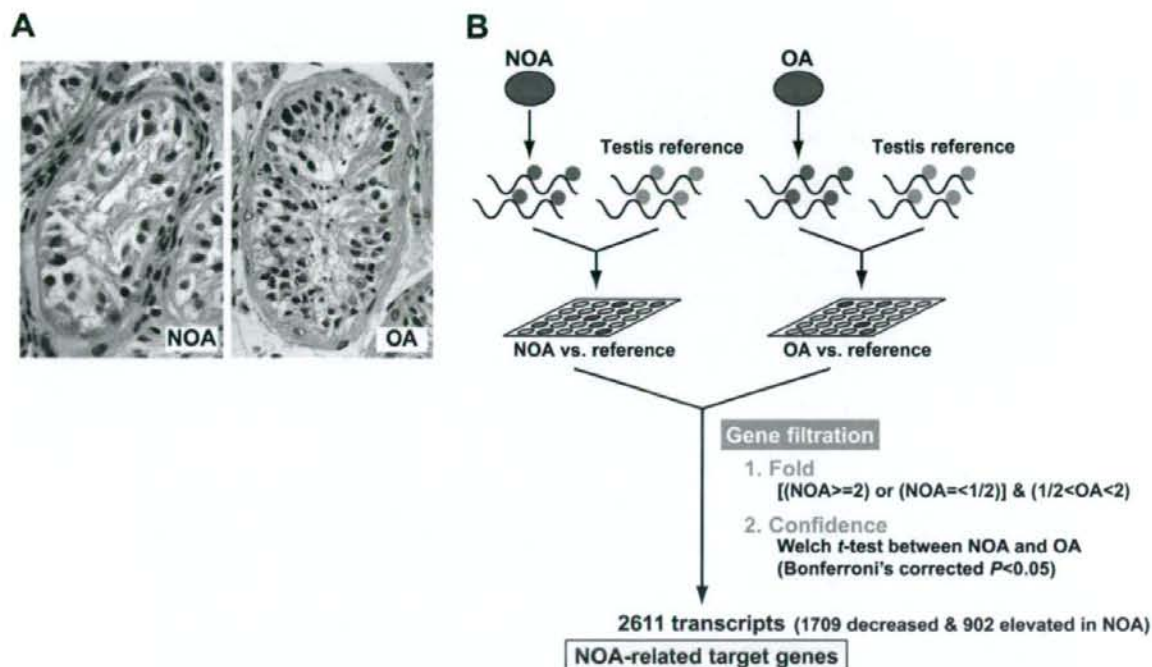 A
NOA
OA
B
NOA
OA
Testis reference
Testis reference
NOA vs. reference
OA vs. reference
Gene filtration
1. Fold
[(NOA>=2) or (NOA=<1/2)] & (1/2<OA<2)
2. Confidence
Welch t-test between NOA and OA
(Bonferroni's corrected P<0.05)
2611 transcripts (1709 decreased & 902 elevated in NOA)
NOA-related target genes